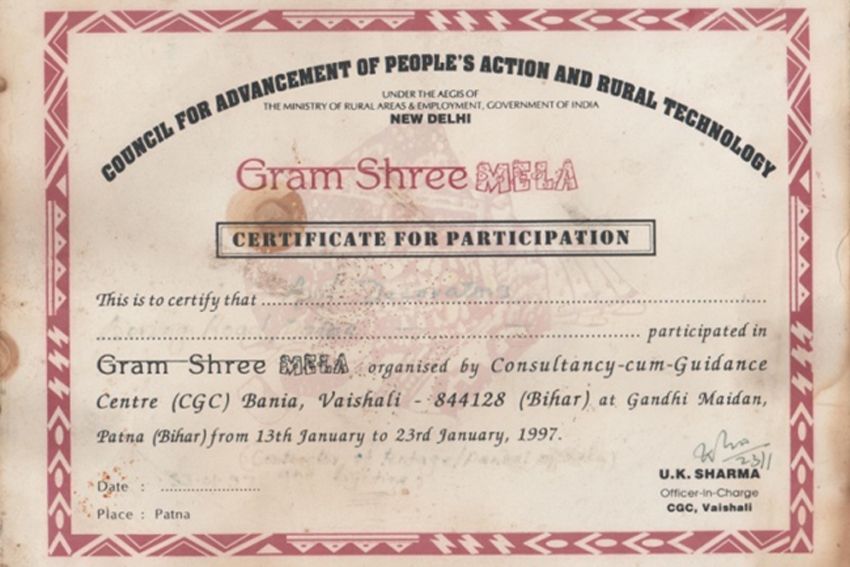 COUNCIL FOR ADVANCEMENT OF PEOPLE'S ACTION AND RURAL TECHNOLOGY
UNDER THE AEGIS OF
THE MINISTRY OF RURAL AREAS & EMPLOYMENT, GOVERNMENT OF INDIA
NEW DELHI
Gram Shree MELA
CERTIFICATE FOR PARTICIPATION
This is to certify that
participated in
Gram Shree MELA organised by Consultancy-cum-Guidance
Centre (CGC) Bania, Vaishali - 844128 (Bihar) at Gandhi Maidan,
Patna (Bihar) from 13th January to 23rd January, 1997.
23/1
U.K. SHARMA
Date :
Officer-In-Charge
CGC, Vaishali
Place : Patna